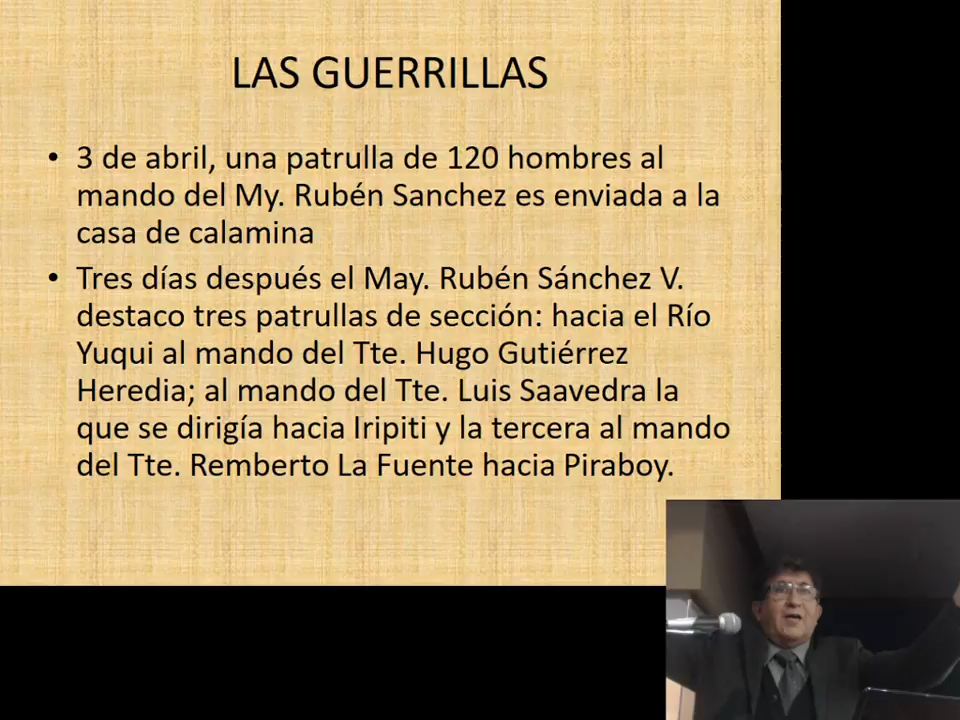 LAS GUERRILLAS
• 3 de abril, una patrulla de 120 hombres al
mando del My. Rubén Sanchez es enviada a la
casa de calamina
• Tres días después el May. Rubén Sánchez V.
destaco tres patrullas de sección: hacia el Río
Yuqui al mando del Tte. Hugo Gutiérrez
Heredia; al mando del Tte. Luis Saavedra la
que se dirigía hacia Iripiti y la tercera al mando
del Tte. Remberto La Fuente hacia Piraboy.